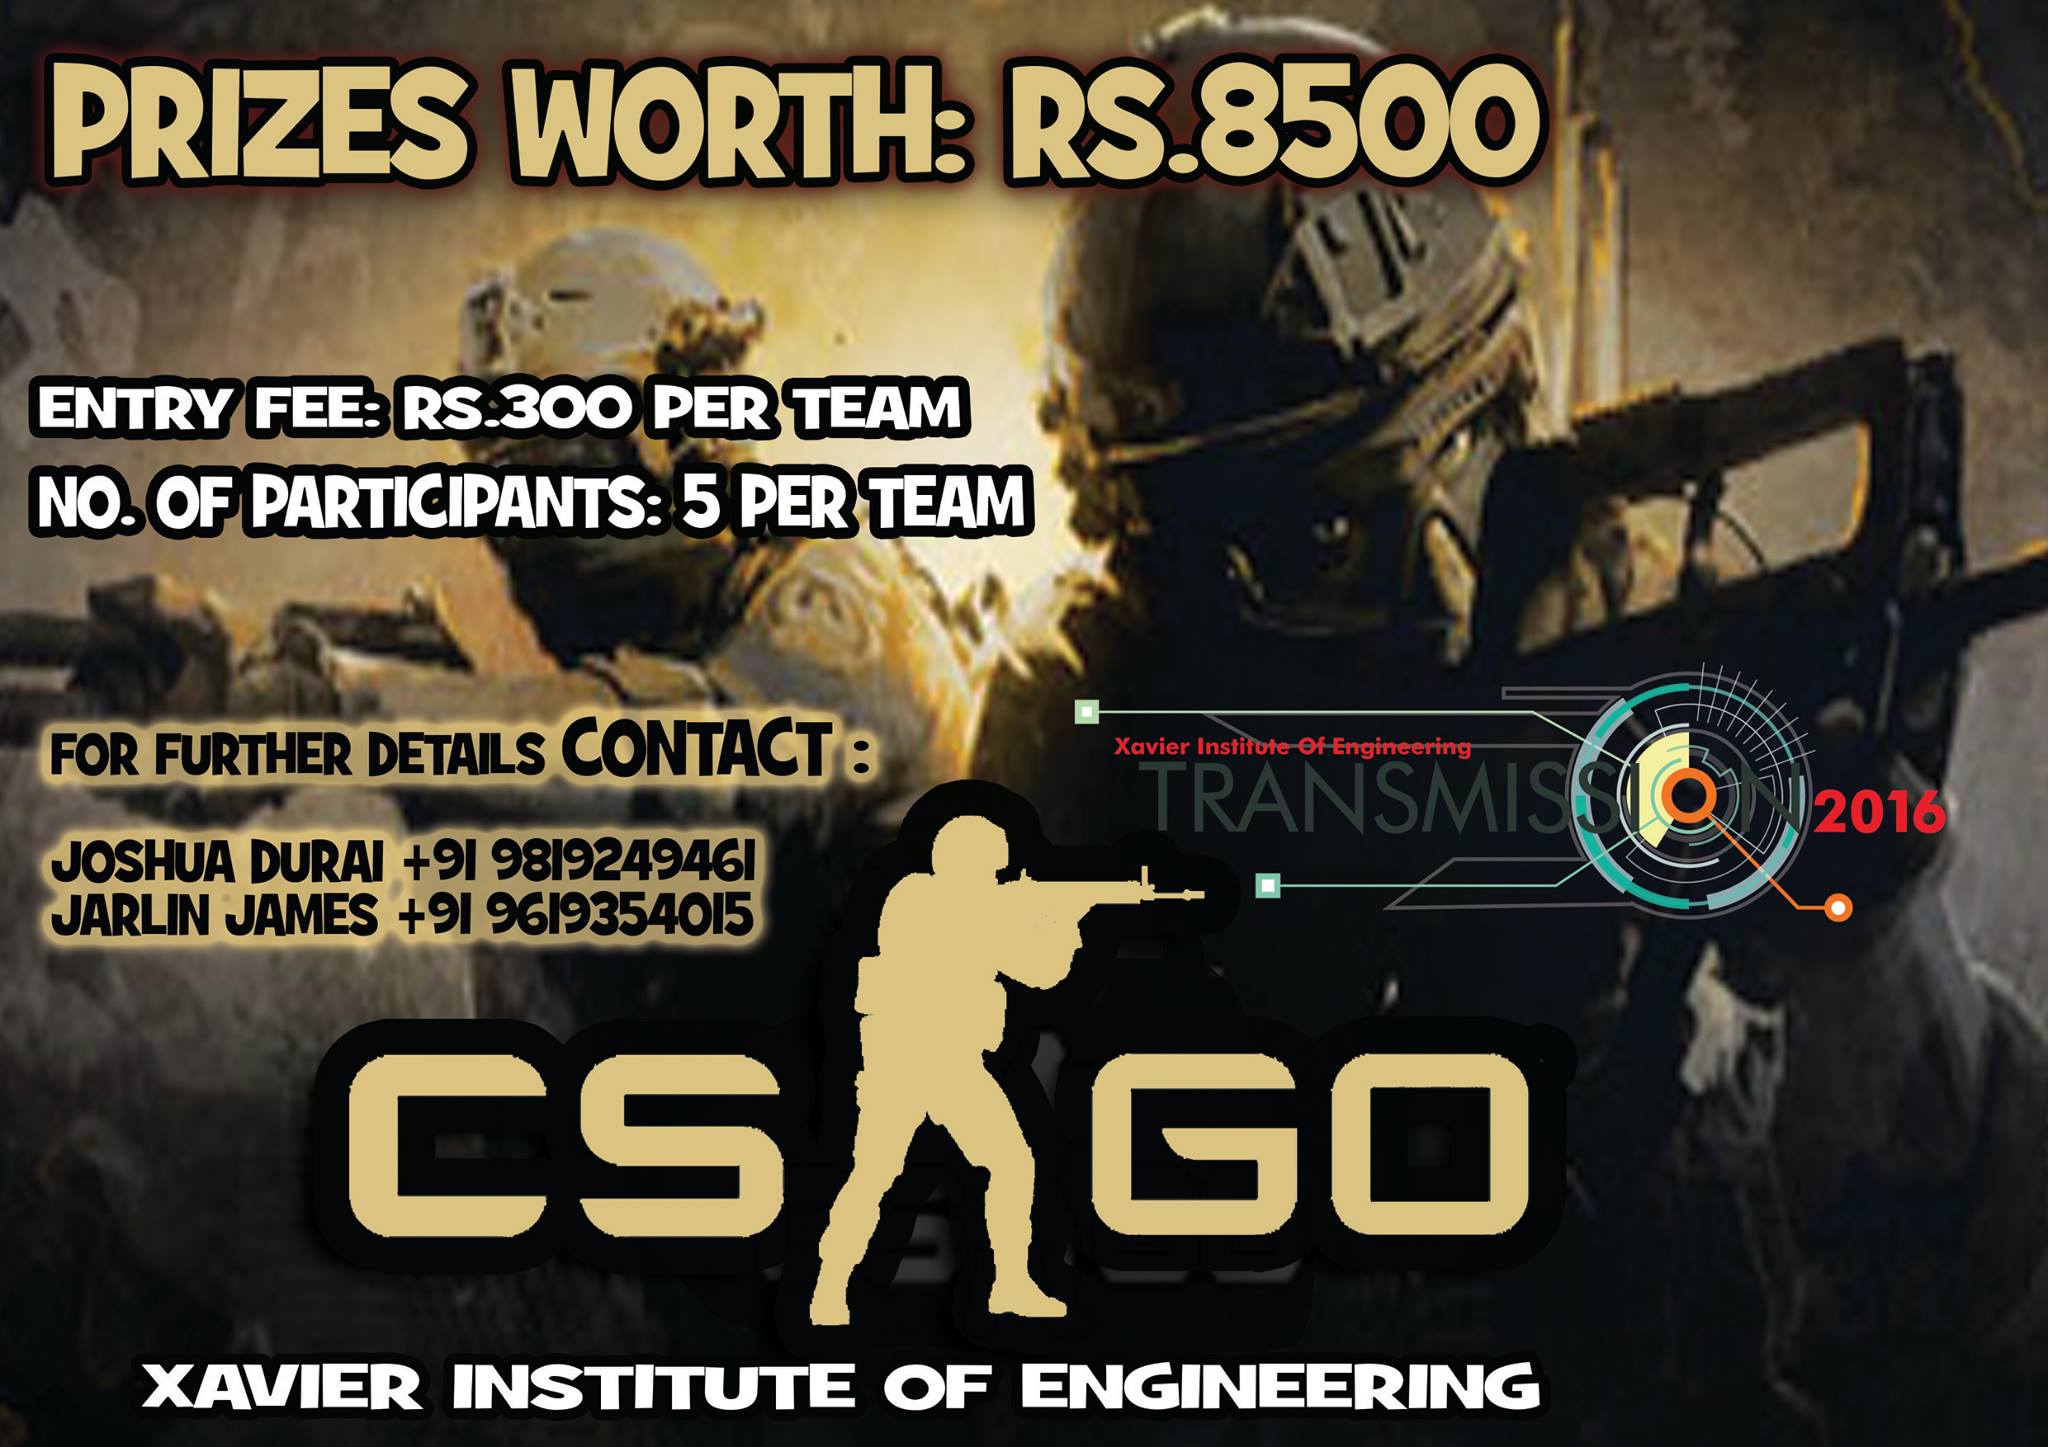 PRIZES WORTH: RS.8500
ENTRY FEE: RS.300 PER TEAM
NO. OF PARTICIPANTS: 5 PER TEAM
FOR FURTHER DETAILS CONTACT :
JOSHUA DURAI +91 9819249461
JARLIN JAMES +91 9619354015
Xavier Institute Of Engineering
TRANSMISSION 2016
CS GO
XAVIER INSTITUTE OF ENGINEERING